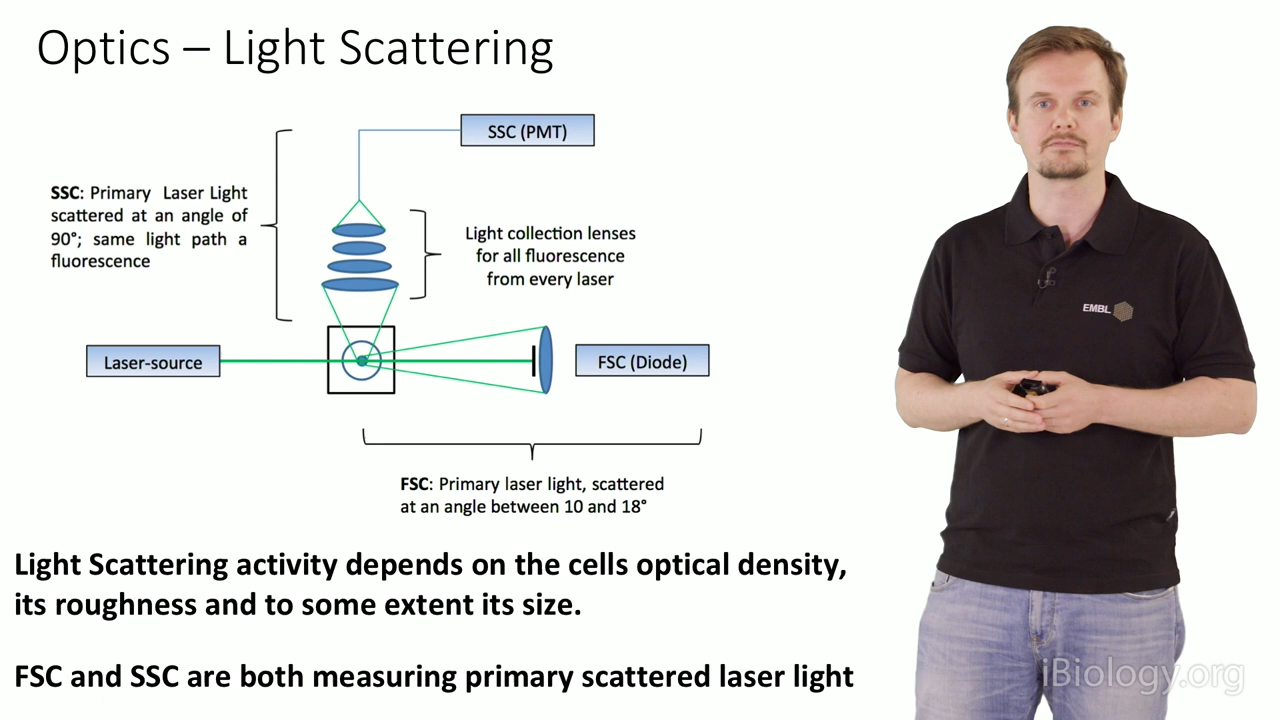 Optics – Light Scattering
SSC (PMT)
SSC: Primary Laser Light
scattered at an angle of
90°; same light path a
fluorescence
Light collection lenses
for all fluorescence
from every laser
Laser-source
FSC (Diode)
FSC: Primary laser light, scattered
at an angle between 10 and 18°
Light Scattering activity depends on the cells optical density,
its roughness and to some extent its size.
FSC and SSC are both measuring primary scattered laser light
EMBL
iBiology.org